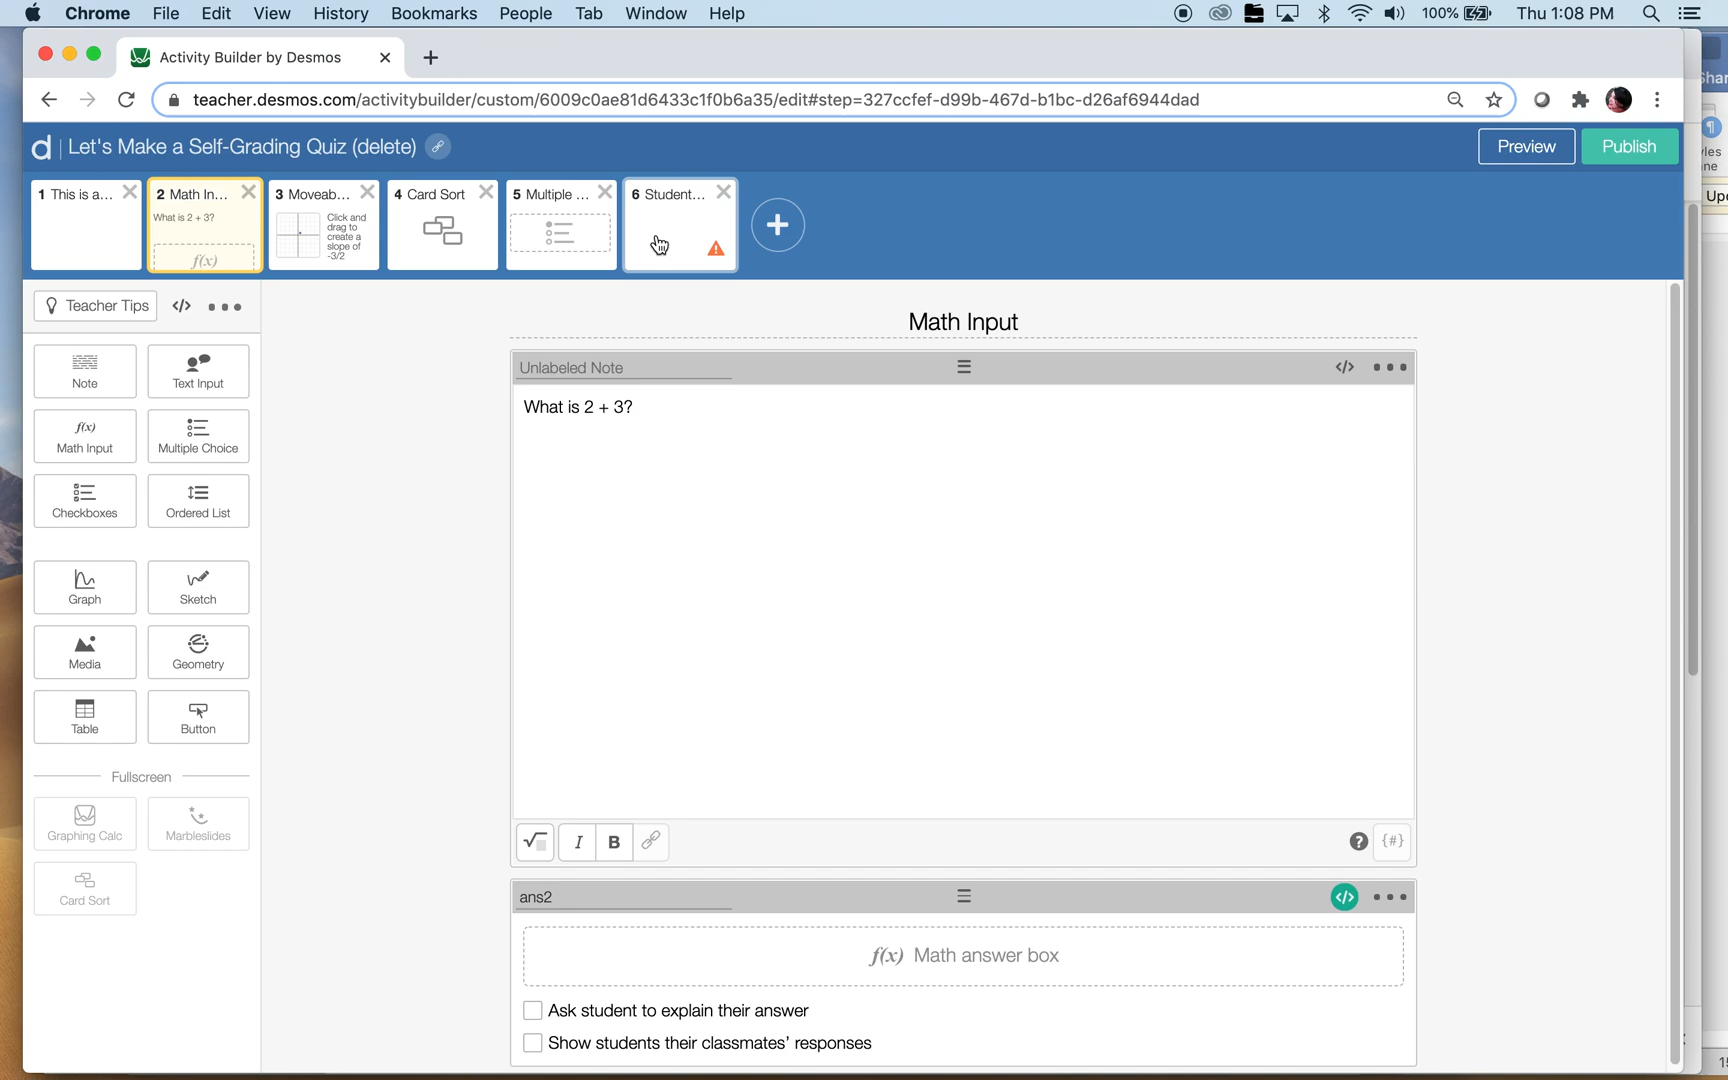 Chrome File Edit View History Bookmarks People Tab Window Help 100% Thu 1:08 PM
Activity Builder by Desmos
teacher.desmos.com/activitybuilder/custom/6009c0ae81d6433c1f0b6a35/edit#step=327ccfef-d99b-467d-b1bc-d26af6944dad
d | Let's Make a Self-Grading Quiz (delete) Preview Publish
1 This is a... 2 Math In... 3 Moveab... 4 Card Sort 5 Multiple ... 6 Student...
What is 2 + 3?
f(x)
Click and
drag to
create a
slope of
-3/2
Teacher Tips </>
Note Text Input
f(x)
Math Input Multiple Choice
Checkboxes Ordered List
Graph Sketch
Media Geometry
Table Button
Fullscreen
Graphing Calc Marbleslides
Card Sort
Math Input
Unlabeled Note </>
What is 2 + 3?
I B ? {#}
ans2 </>
f(x) Math answer box
Ask student to explain their answer
Show students their classmates' responses